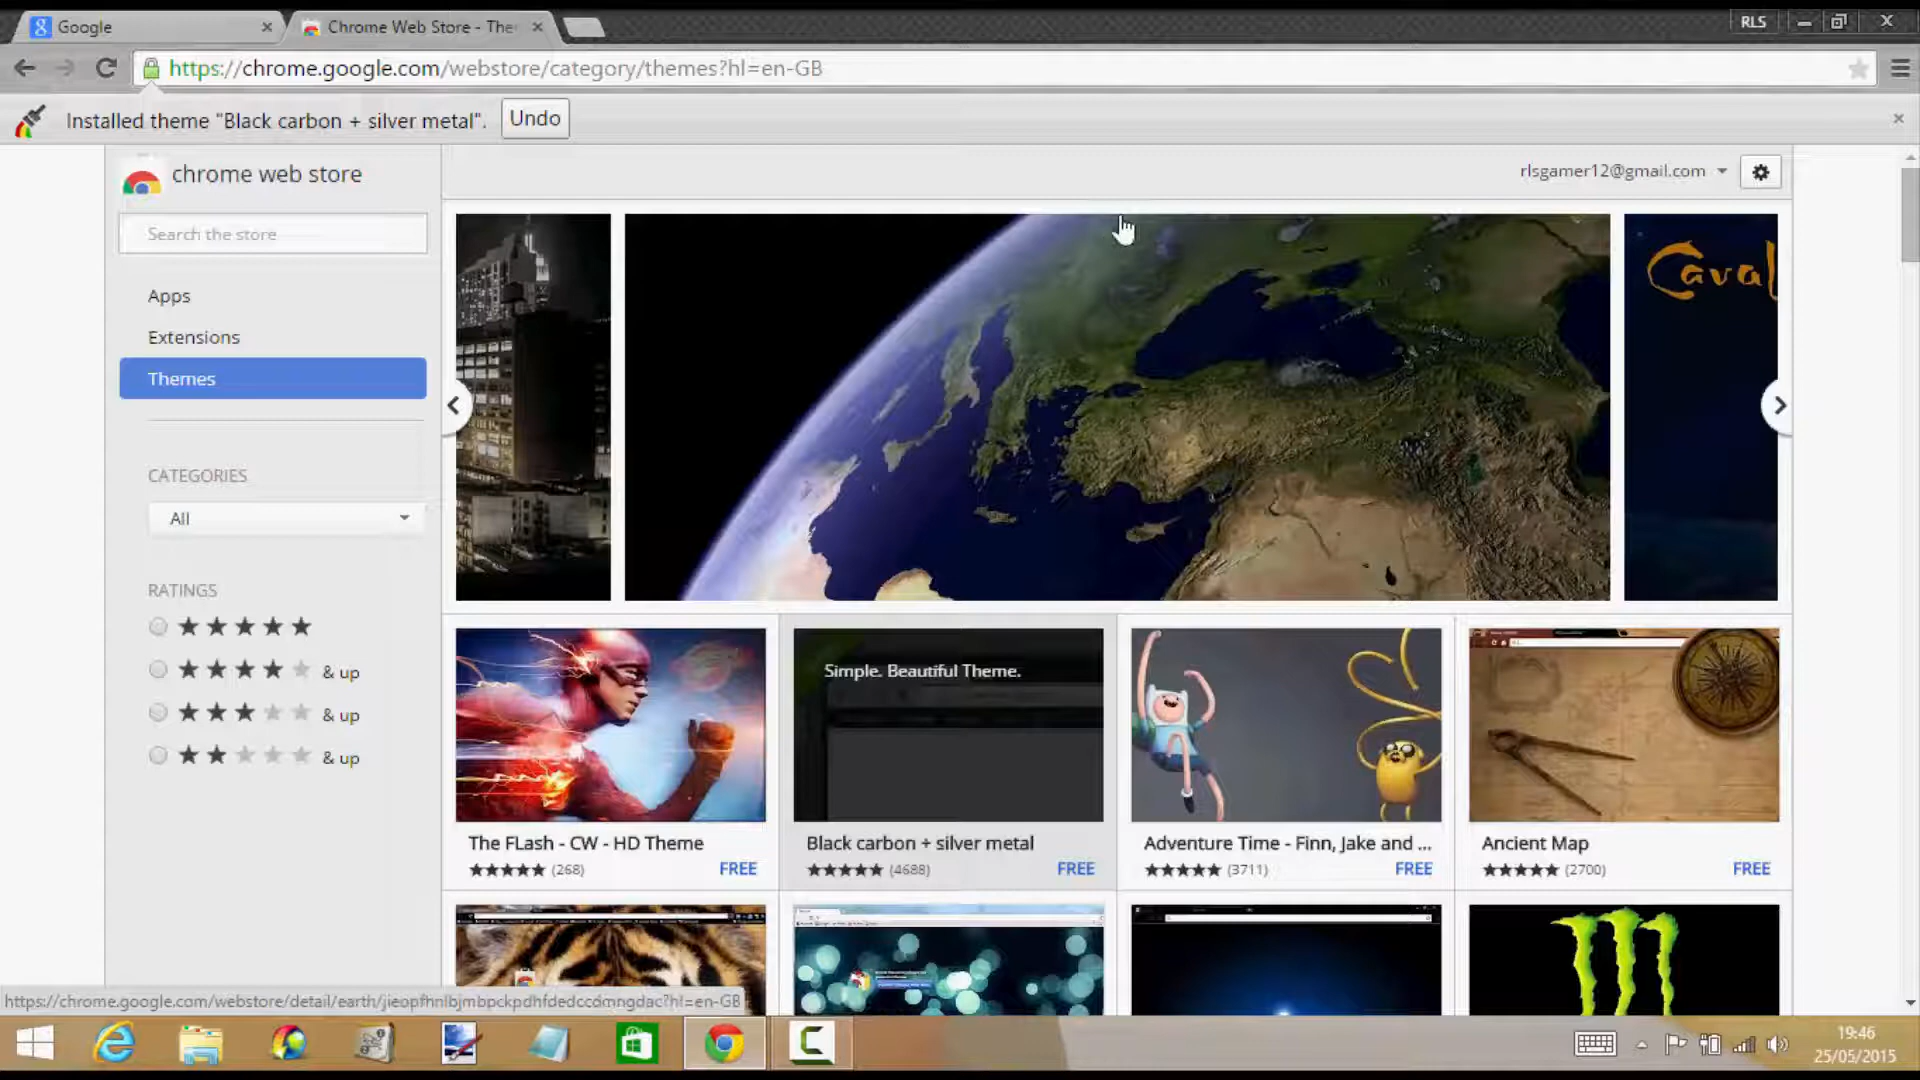 Google
Chrome Web Store - The
RLS
https://chrome.google.com/webstore/category/themes?hl=en-GB
Installed theme "Black carbon + silver metal".
Undo
chrome web store
rlsgamer12@gmail.com
Search the store
Apps
Extensions
Themes
CATEGORIES
All
RATINGS
& up
& up
& up
Caval
Simple. Beautiful Theme.
The FLash - CW - HD Theme
(268) FREE
Black carbon + silver metal
(4688) FREE
Adventure Time - Finn, Jake and ...
(3711) FREE
Ancient Map
(2700) FREE
https://chrome.google.com/webstore/detail/earth/jieopfhnlbjmbpckpdhfdedccdmngdac?hl=en-GB
19:46
25/05/2015